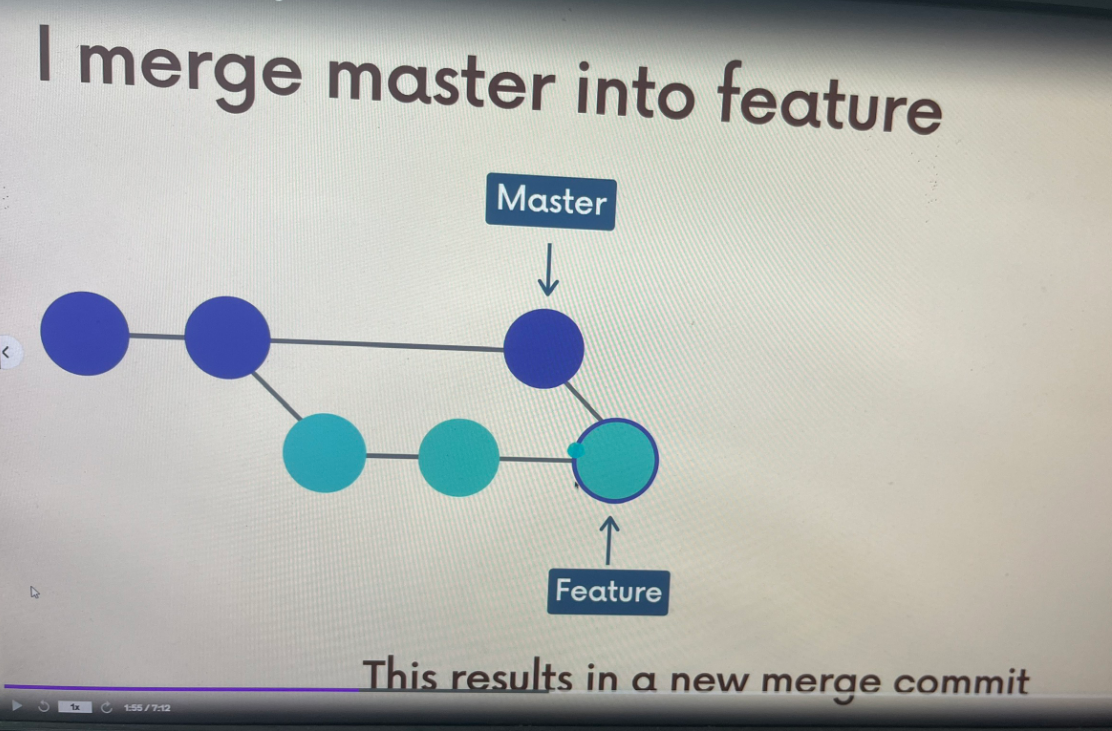 I merge master into feature
Master
Feature
This results in a new merge commit
1x
1:55 / 7:12